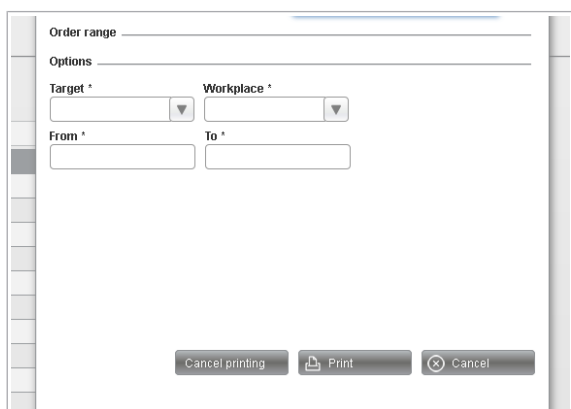 Order range
Options
Target * Workplace *
From * To *
Cancel printing Print Cancel